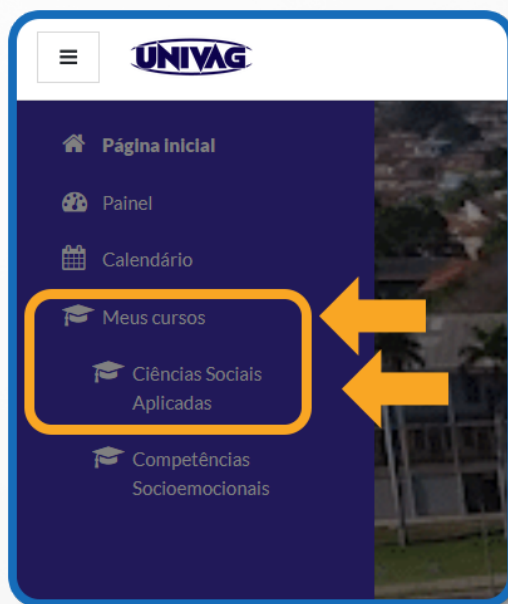 UNIVAG
Página inicial
Painel
Calendário
Meus cursos
Ciências Sociais
Aplicadas
Competências
Socioemocionais